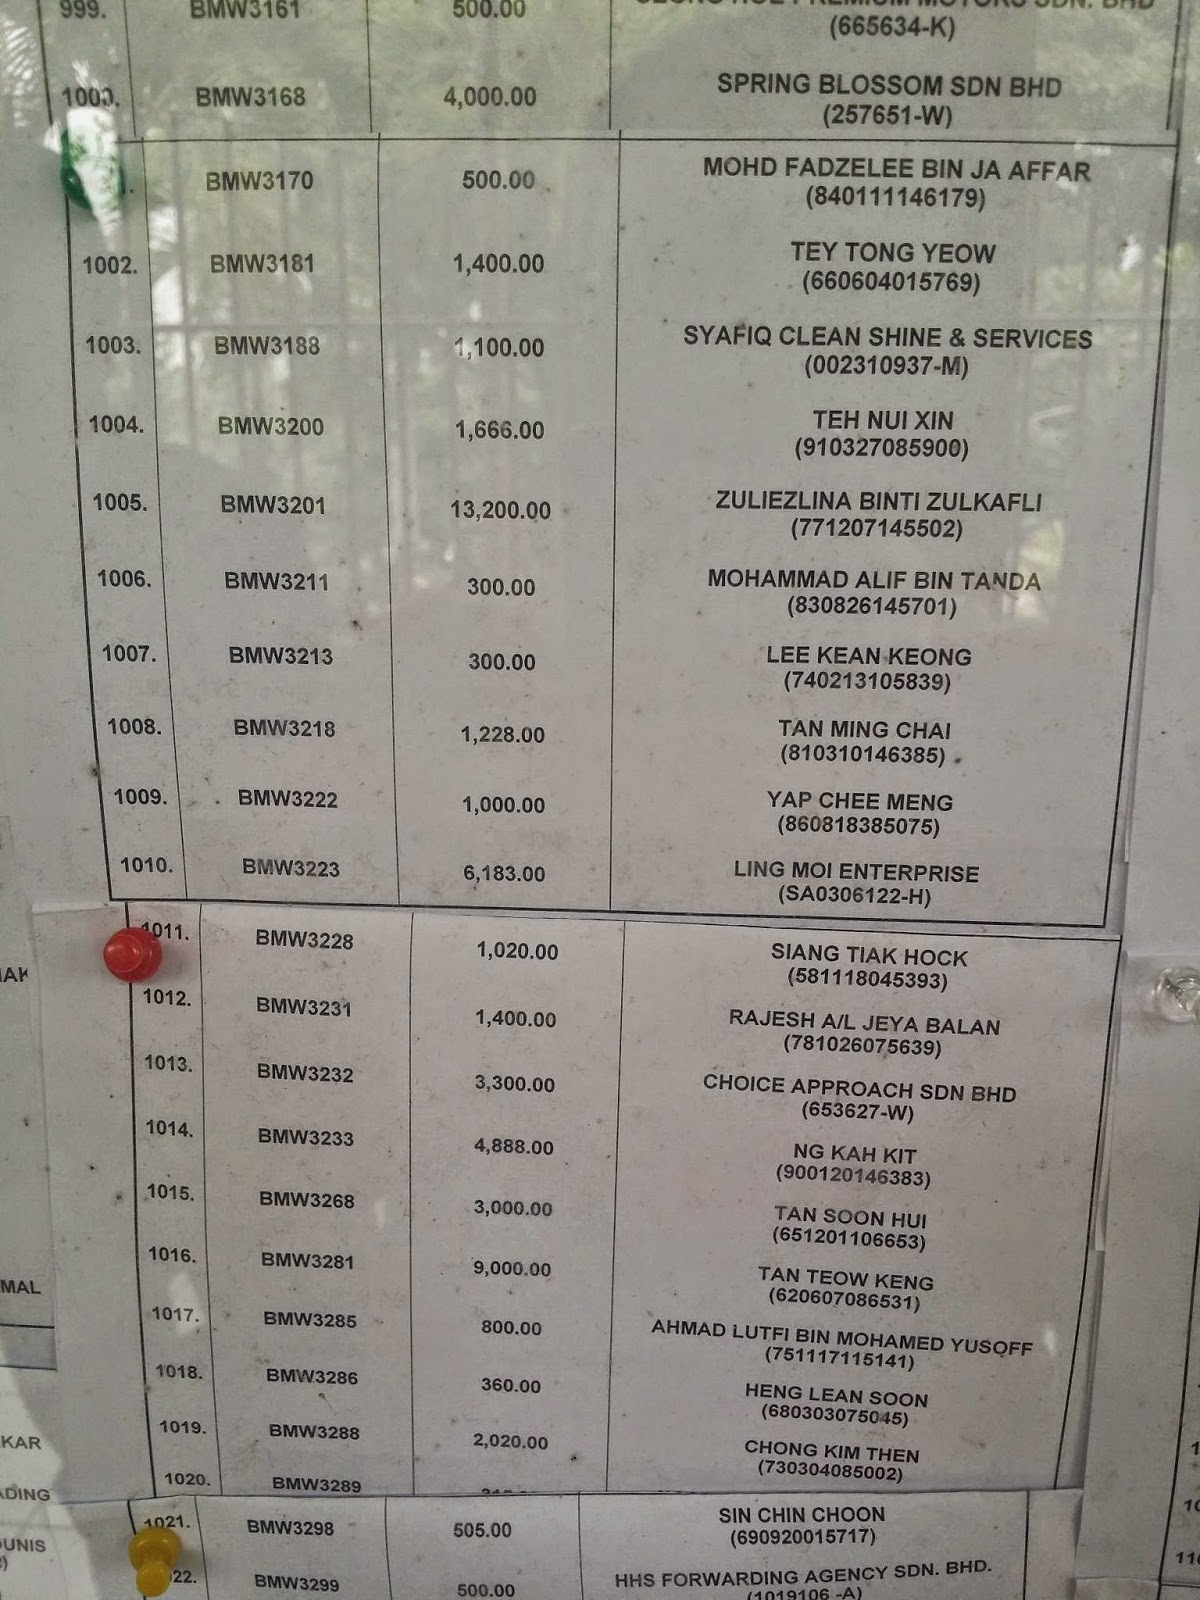 999. BMW3161 500.00
(665634-K)
1000. BMW3168 4,000.00 SPRING BLOSSOM SDN BHD
(257651-W)
BMW3170 500.00 MOHD FADZELEE BIN JA AFFAR
(840111146179)
1002. BMW3181 1,400.00 TEY TONG YEOW
(660604015769)
1003. BMW3188 1,100.00 SYAFIQ CLEAN SHINE & SERVICES
(002310937-M)
1004. BMW3200 1,666.00 TEH NUI XIN
(910327085900)
1005. BMW3201 13,200.00 ZULIEZLINA BINTI ZULKAFLI
(771207145502)
1006. BMW3211 300.00 MOHAMMAD ALIF BIN TANDA
(830826145701)
1007. BMW3213 300.00 LEE KEAN KEONG
(740213105839)
1008. BMW3218 1,228.00 TAN MING CHAI
(810310146385)
1009. BMW3222 1,000.00 YAP CHEE MENG
(860818385075)
1010. BMW3223 6,183.00 LING MOI ENTERPRISE
(SA0306122-H)
1011. BMW3228 1,020.00 SIANG TIAK HOCK
(581118045393)
1012. BMW3231 1,400.00 RAJESH A/L JEYA BALAN
(781026075639)
1013. BMW3232 3,300.00 CHOICE APPROACH SDN BHD
(653627-W)
1014. BMW3233 4,888.00 NG KAH KIT
(900120146383)
1015. BMW3268 3,000.00 TAN SOON HUI
(651201106653)
1016. BMW3281 9,000.00 TAN TEOW KENG
(620607086531)
1017. BMW3285 800.00 AHMAD LUTFI BIN MOHAMED YUSOFF
(751117115141)
1018. BMW3286 360.00 HENG LEAN SOON
(680303075045)
1019. BMW3288 2,020.00 CHONG KIM THEN
(730304085002)
1020. BMW3289
1021. BMW3298 505.00 SIN CHIN CHOON
(690920015717)
22. BMW3299 500.00 HHS FORWARDING AGENCY SDN. BHD.
(1019106 -A)
MAL
KAR
ADING
UNIS